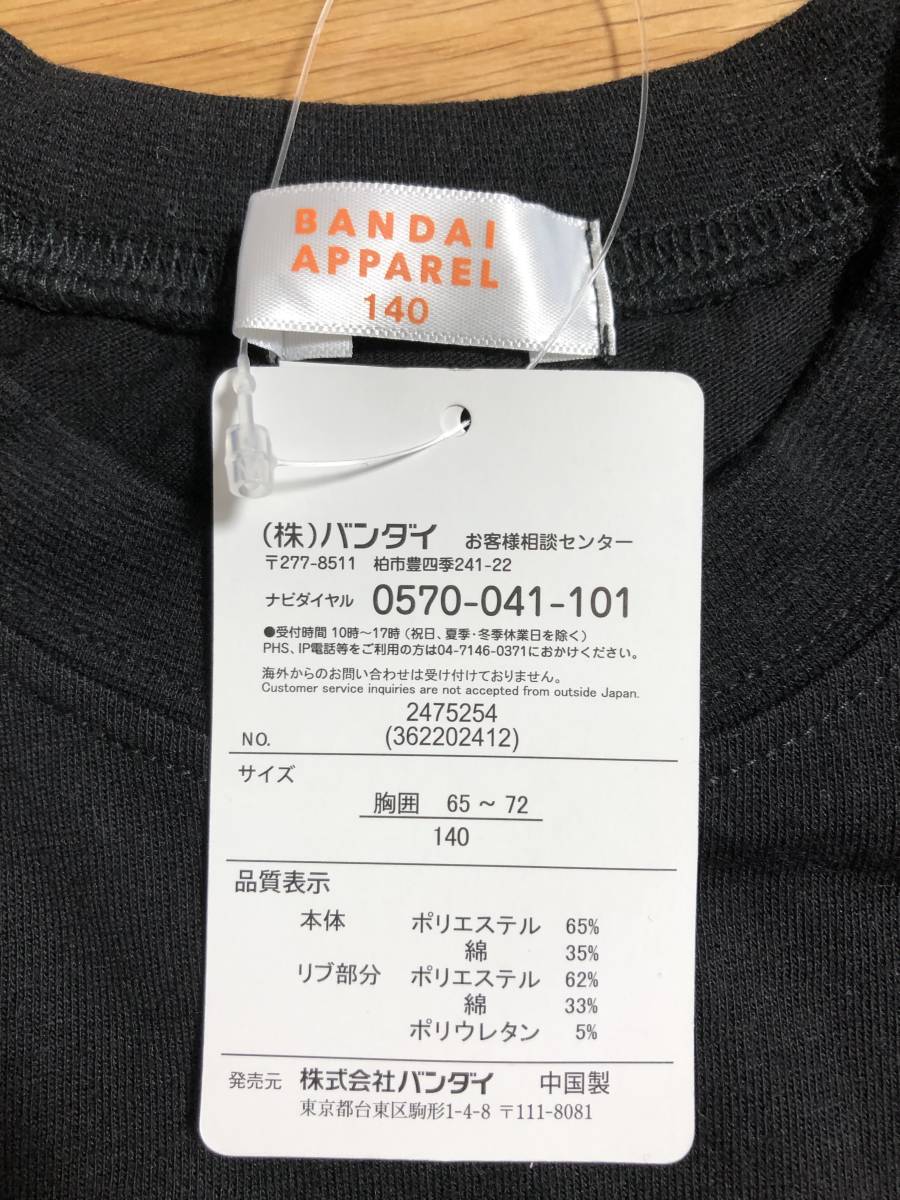 BANDAI
APPAREL
140
(株)バンダイ お客様相談センター
〒277-8511 柏市豊四季241-22
ナビダイヤル 0570-041-101
●受付時間 10時～17時（祝日、夏季・冬季休業日を除く）
PHS、IP電話等をご利用の方は04-7146-0371におかけください。
海外からのお問い合わせは受け付けておりません。
Customer service inquiries are not accepted from outside Japan.
2475254
NO. (362202412)
サイズ
胸囲 65 ～ 72
140
品質表示
本体 ポリエステル 65%
綿 35%
リブ部分 ポリエステル 62%
綿 33%
ポリウレタン 5%
発売元 株式会社バンダイ 中国製
東京都台東区駒形1-4-8 〒111-8081